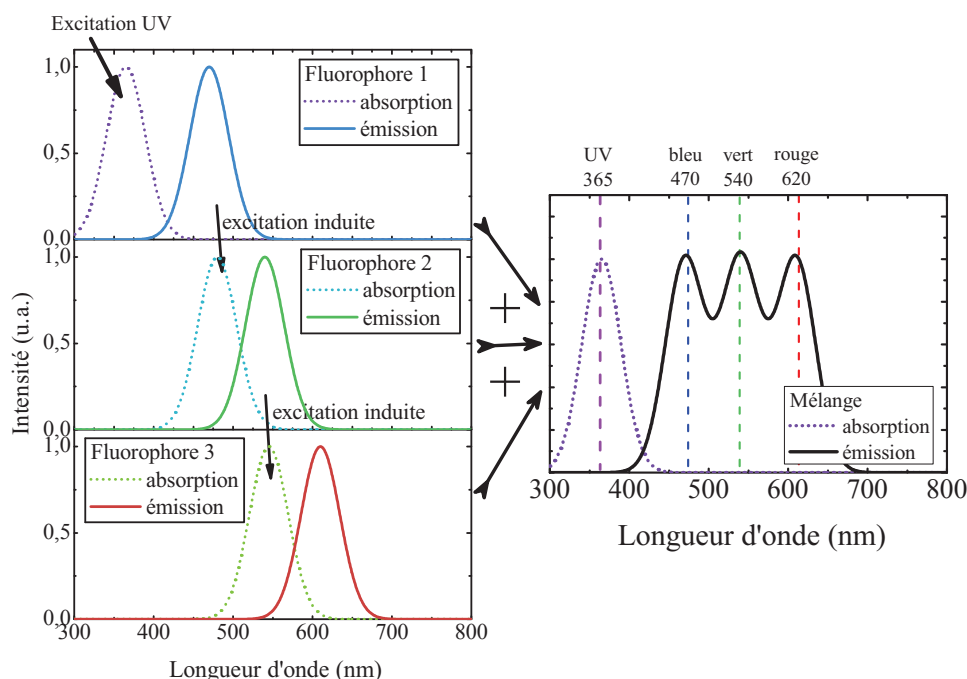 Excitation UV
1,0
Fluorophore 1
absorption
émission
0,5
0,0
excitation induite
1,0
Fluorophore 2
absorption
émission
0,5
0,0
excitation induite
1,0
Fluorophore 3
absorption
émission
0,5
0,0
300 400 500 600 700 800
Longueur d'onde (nm)
Intensité (u. a.)
+
+
UV
365
bleu
470
vert
540
rouge
620
Mélange
absorption
émission
300 400 500 600 700 800
Longueur d'onde (nm)